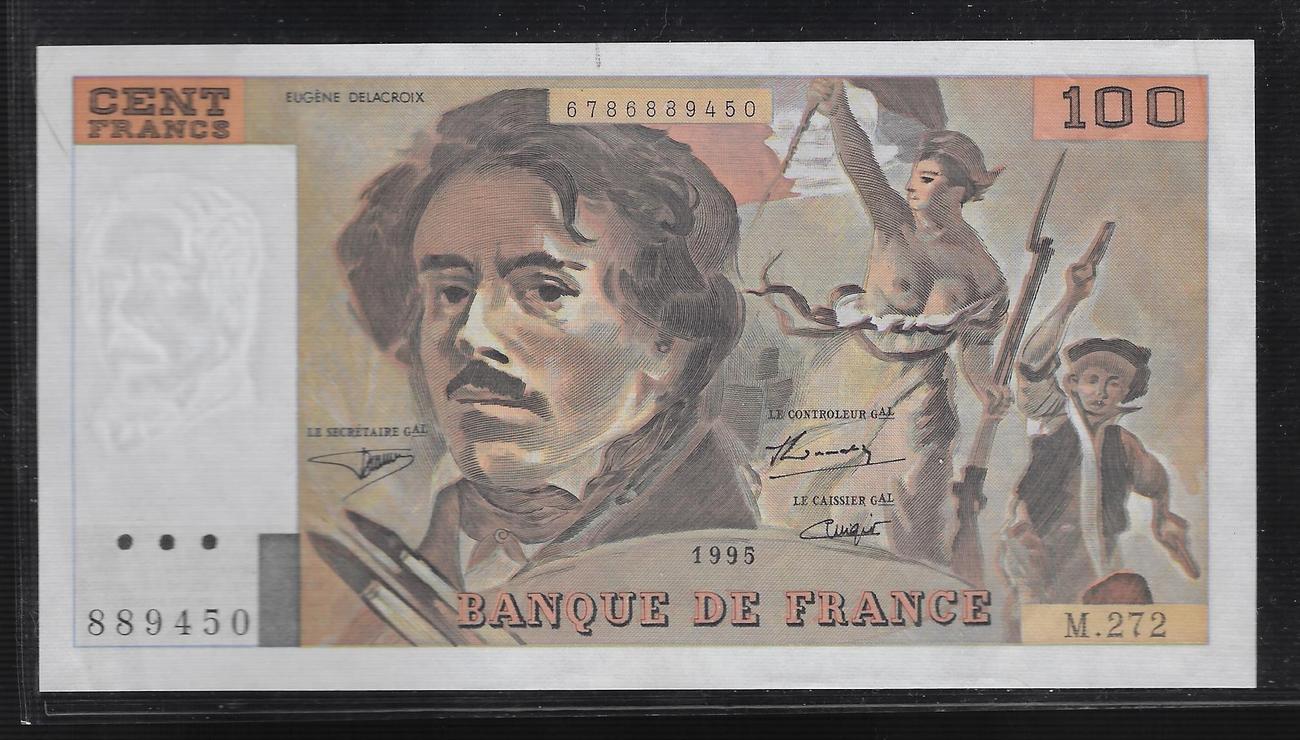 CENT
FRANCS
EUGÈNE DELACROIX
6786889450
100
LE CONTROLEUR GAL
LE SECRÉTAIRE GAL
LE CAISSIER GAL
1995
BANQUE DE FRANCE
889450
M.272